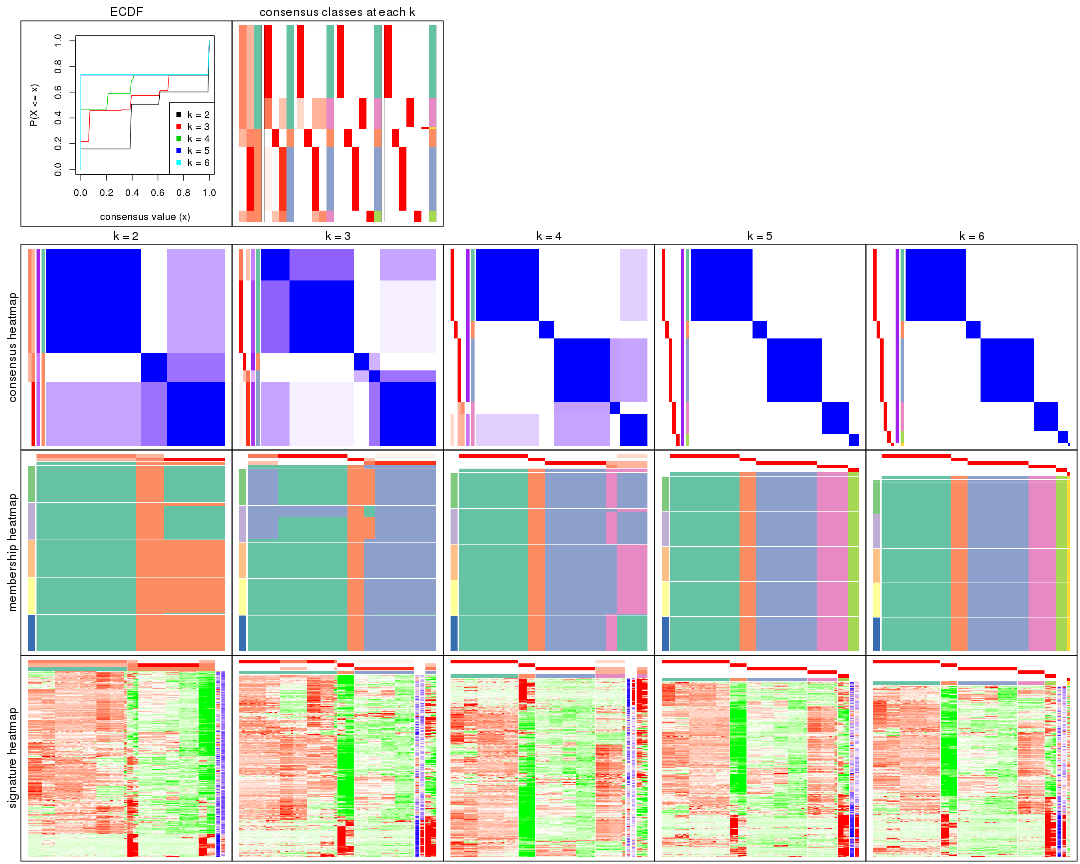 ECDF
consensus classes at each k
P(X <= x)
1.0
0.8
0.6
0.4
0.2
0.0
k = 2
k = 3
k = 4
k = 5
k = 6
0.0 0.2 0.4 0.6 0.8 1.0
consensus value (x)
k = 2
k = 3
k = 4
k = 5
k = 6
consensus heatmap
membership heatmap
signature heatmap